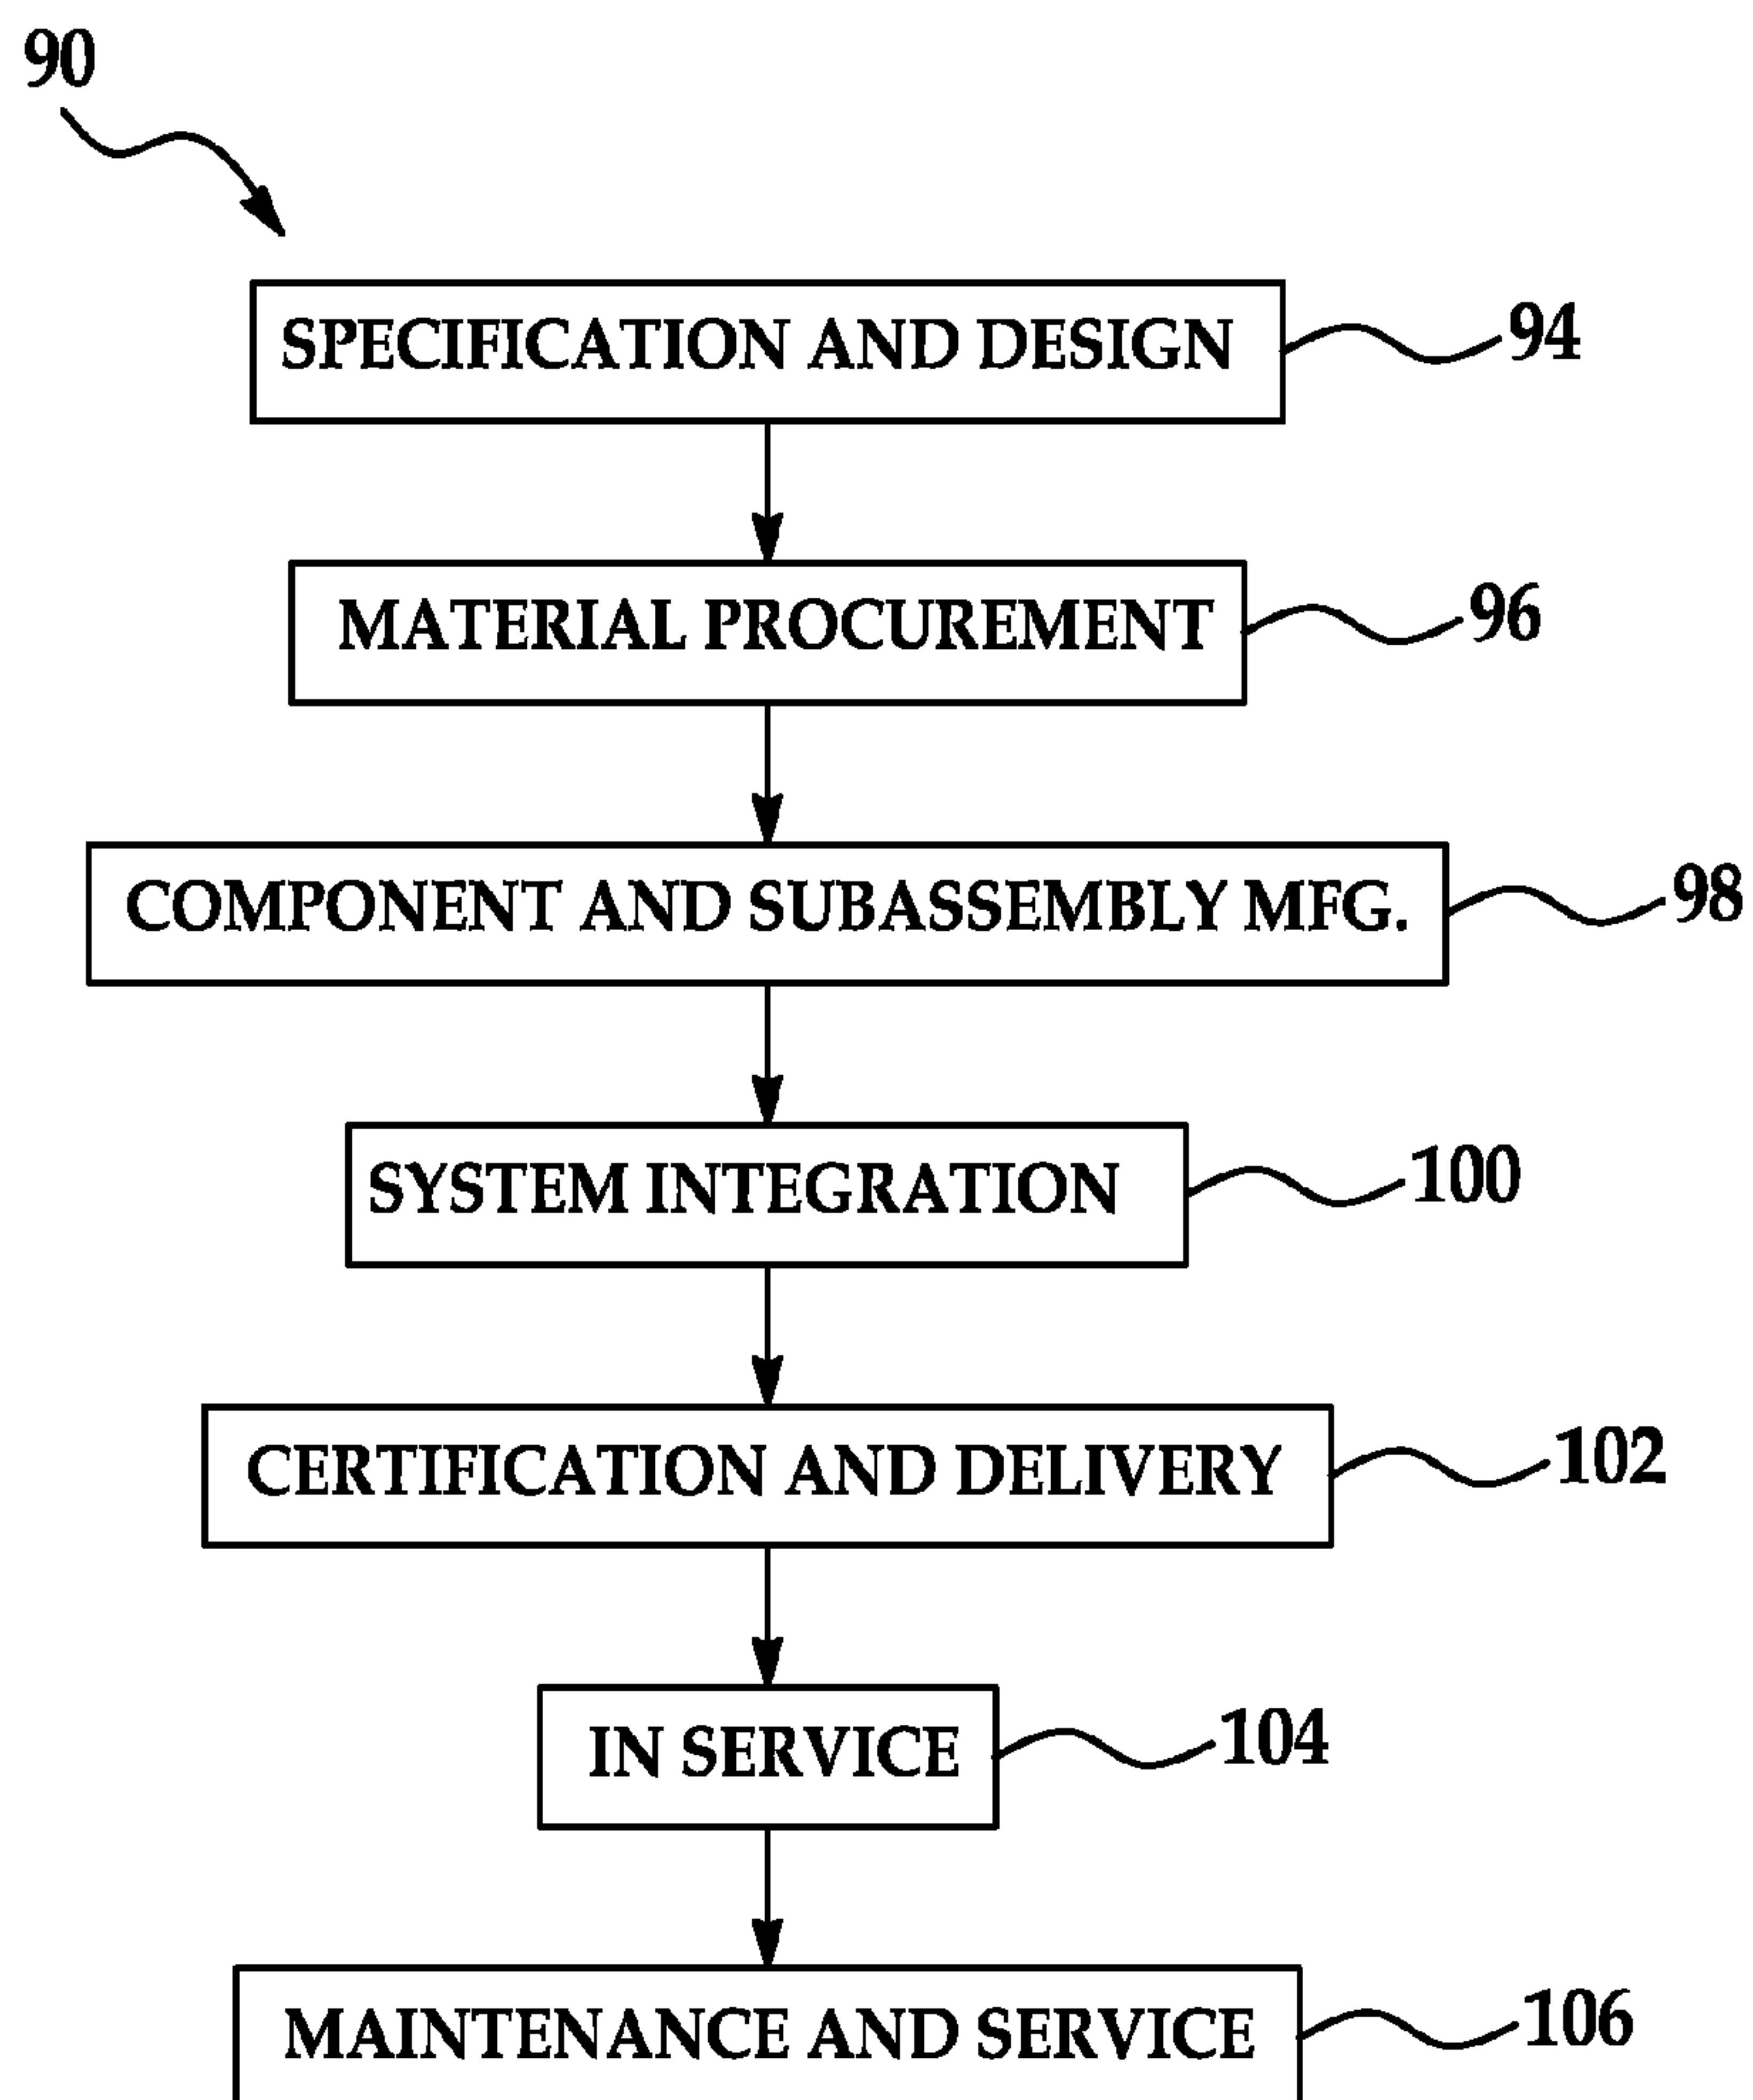 90
SPECIFICATION AND DESIGN 94
MATERIAL PROCUREMENT 96
COMPONENT AND SUBASSEMBLY MFG. 98
SYSTEM INTEGRATION 100
CERTIFICATION AND DELIVERY 102
IN SERVICE 104
MAINTENANCE AND SERVICE 106